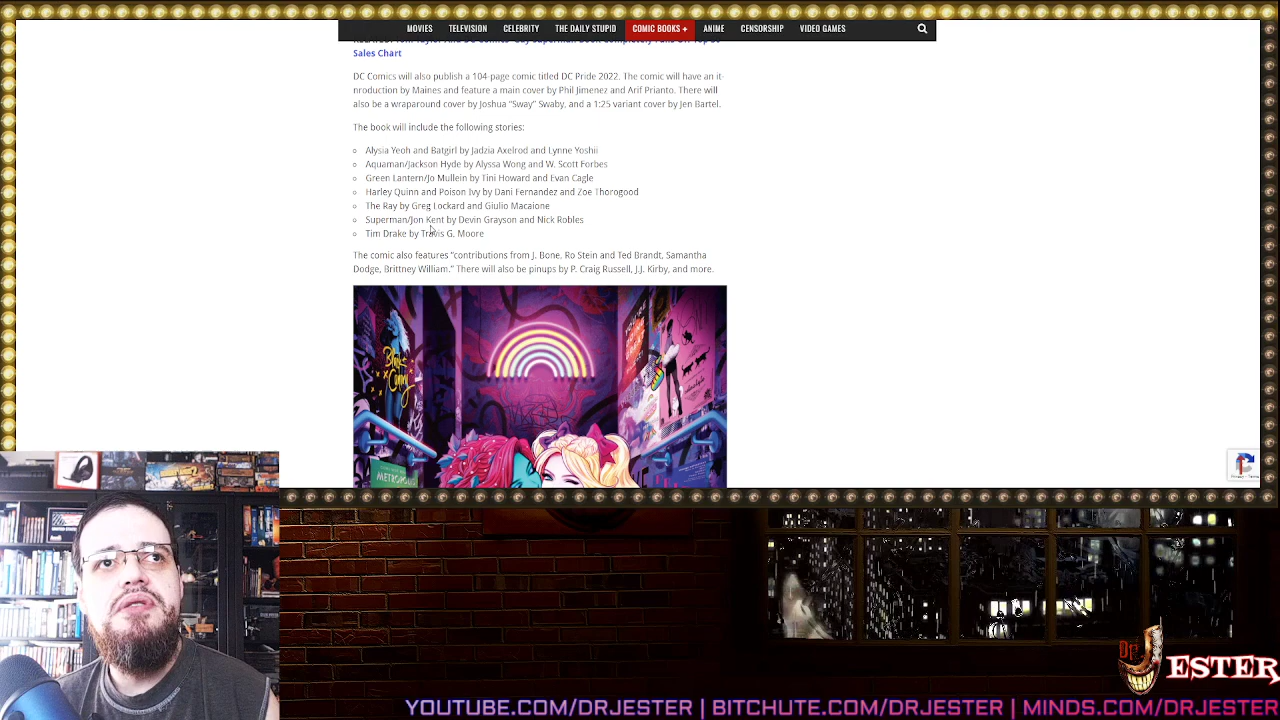 MOVIES TELEVISION CELEBRITY THE DAILY STUPID COMIC BOOKS + ANIME CENSORSHIP VIDEO GAMES
Sales Chart
DC Comics will also publish a 104-page comic titled DC Pride 2022. The comic will have an it-
nroduction by Maines and feature a main cover by Phil Jimenez and Arif Prianto. There will
also be a wraparound cover by Joshua “Sway” Swaby, and a 1:25 variant cover by Jen Bartel.
The book will include the following stories:
Alysia Yeoh and Batgirl by Jadzia Axelrod and Lynne Yoshii
Aquaman/Jackson Hyde by Alyssa Wong and W. Scott Forbes
Green Lantern/Jo Mullein by Tini Howard and Evan Cagle
Harley Quinn and Poison Ivy by Dani Fernandez and Zoe Thorogood
The Ray by Greg Lockard and Giulio Macaione
Superman/Jon Kent by Devin Grayson and Nick Robles
Tim Drake by Travis G. Moore
The comic also features “contributions from J. Bone, Ro Stein and Ted Brandt, Samantha
Dodge, Brittney William.” There will also be pinups by P. Craig Russell, J.J. Kirby, and more.
METROPOLIS
Privacy - Terms
DR. JESTER
YOUTUBE.COM/DRJESTER | BITCHUTE.COM/DRJESTER | MINDS.COM/DRJESTER